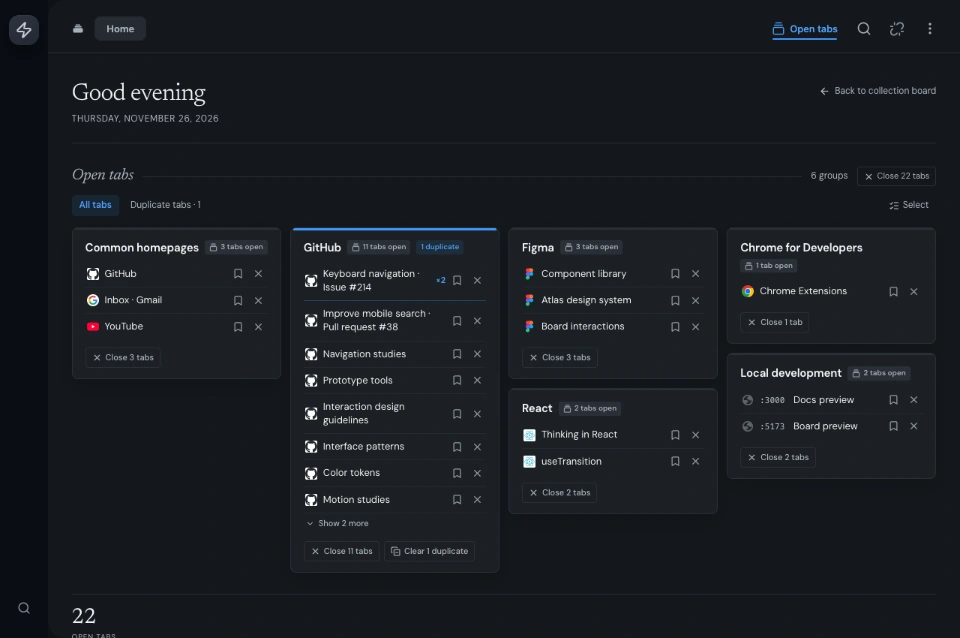 Home
Open tabs
Good evening
THURSDAY, NOVEMBER 26, 2026
← Back to collection board
Open tabs
6 groups
× Close 22 tabs
All tabs
Duplicate tabs · 1
Select
Common homepages
3 tabs open
GitHub
Inbox · Gmail
YouTube
× Close 3 tabs
GitHub
11 tabs open
1 duplicate
Keyboard navigation ·
Issue #214
×2
Improve mobile search ·
Pull request #38
Navigation studies
Prototype tools
Interaction design
guidelines
Interface patterns
Color tokens
Motion studies
Show 2 more
× Close 11 tabs
Clear 1 duplicate
Figma
3 tabs open
Component library
Atlas design system
Board interactions
× Close 3 tabs
React
2 tabs open
Thinking in React
useTransition
× Close 2 tabs
Chrome for Developers
1 tab open
Chrome Extensions
× Close 1 tab
Local development
2 tabs open
:3000 Docs preview
:5173 Board preview
× Close 2 tabs
22
OPEN TABS